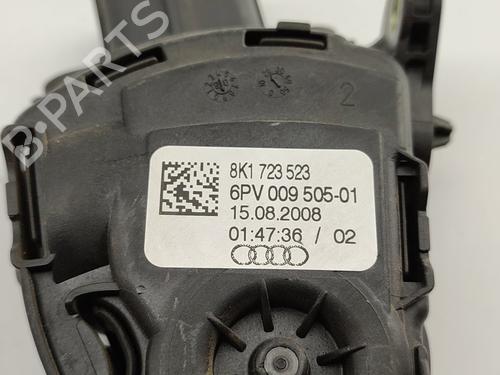 B-PARTS
2
8K1 723 523
6PV 009 505-01
15.08.2008
01:47:36 / 02